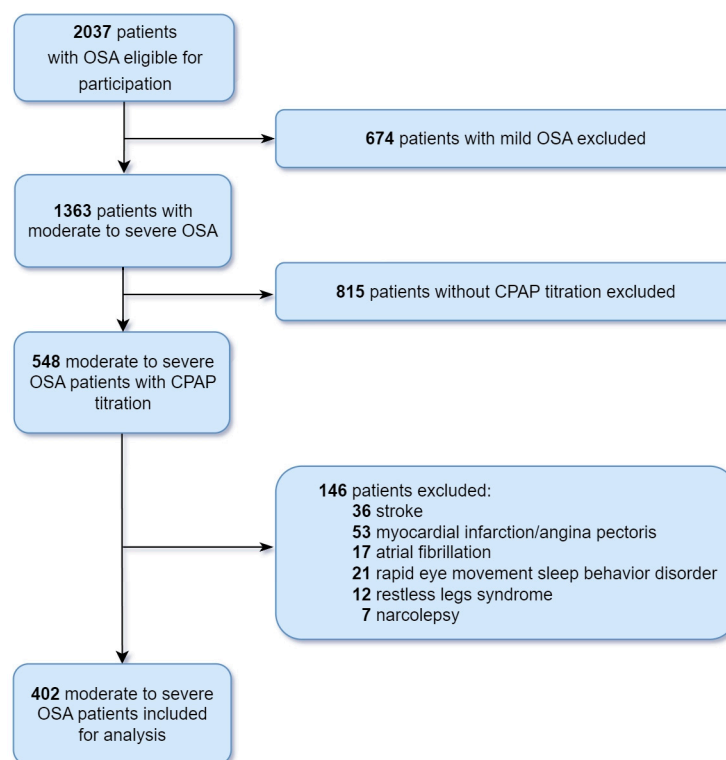 2037 patients
with OSA eligible for
participation
674 patients with mild OSA excluded
1363 patients with
moderate to severe OSA
815 patients without CPAP titration excluded
548 moderate to severe
OSA patients with CPAP
titration
146 patients excluded:
36 stroke
53 myocardial infarction/angina pectoris
17 atrial fibrillation
21 rapid eye movement sleep behavior disorder
12 restless legs syndrome
7 narcolepsy
402 moderate to severe
OSA patients included
for analysis